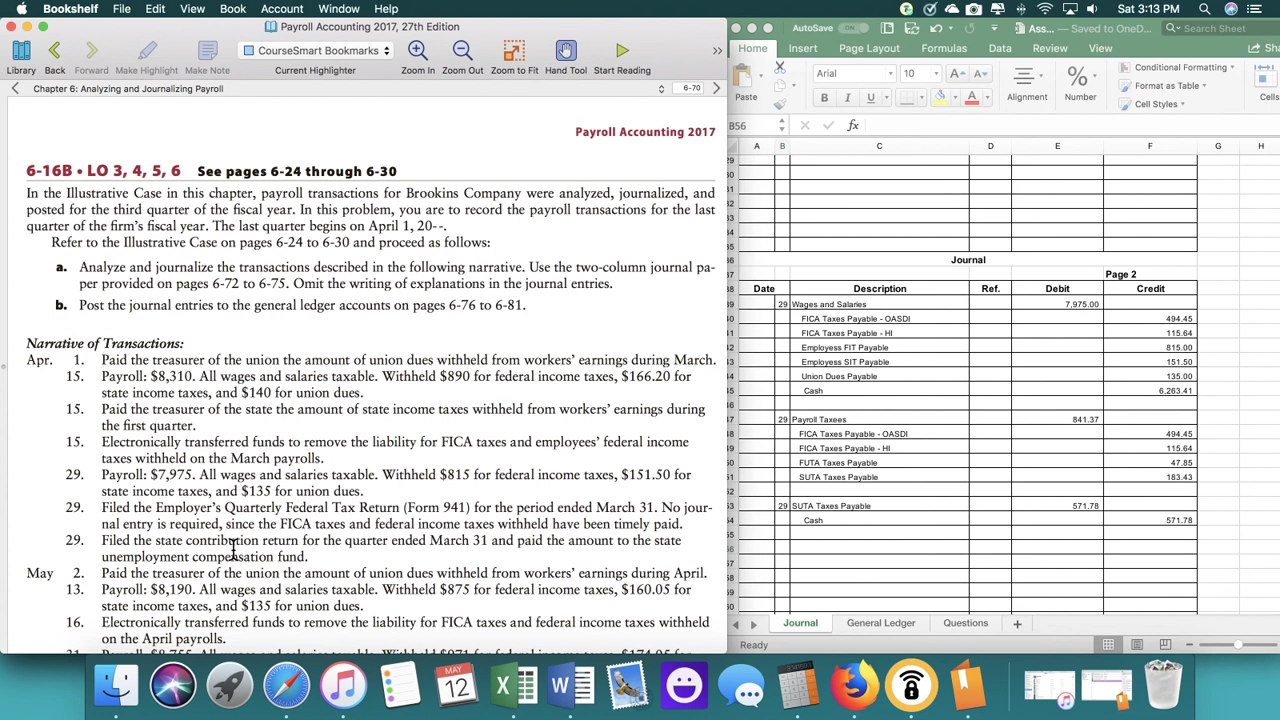 Bookshelf File Edit View Book Account Window Help Sat 3:13 PM
Payroll Accounting 2017, 27th Edition
AutoSave OFF Ass... — Saved to OneD... Search Sheet
Home Insert Page Layout Formulas Data Review View Sha
CourseSmart Bookmarks
Library Back Forward Make Highlight Make Note Current Highlighter Zoom In Zoom Out Zoom to Fit Hand Tool Start Reading
Paste Arial 10 A A Alignment % Number Conditional Formatting
Format as Table
B I U A Cell Styles Cells
Chapter 6: Analyzing and Journalizing Payroll 6-70
B56 fx
A B C D E F G H
Payroll Accounting 2017
6-16B • LO 3, 4, 5, 6 See pages 6-24 through 6-30
In the Illustrative Case in this chapter, payroll transactions for Brookins Company were analyzed, journalized, and
posted for the third quarter of the fiscal year. In this problem, you are to record the payroll transactions for the last
quarter of the firm's fiscal year. The last quarter begins on April 1, 20--.
Refer to the Illustrative Case on pages 6-24 to 6-30 and proceed as follows:
a. Analyze and journalize the transactions described in the following narrative. Use the two-column journal pa-
per provided on pages 6-72 to 6-75. Omit the writing of explanations in the journal entries.
b. Post the journal entries to the general ledger accounts on pages 6-76 to 6-81.
Narrative of Transactions:
Apr. 1. Paid the treasurer of the union the amount of union dues withheld from workers' earnings during March.
15. Payroll: $8,310. All wages and salaries taxable. Withheld $890 for federal income taxes, $166.20 for
state income taxes, and $140 for union dues.
15. Paid the treasurer of the state the amount of state income taxes withheld from workers' earnings during
the first quarter.
15. Electronically transferred funds to remove the liability for FICA taxes and employees' federal income
taxes withheld on the March payrolls.
29. Payroll: $7,975. All wages and salaries taxable. Withheld $815 for federal income taxes, $151.50 for
state income taxes, and $135 for union dues.
29. Filed the Employer's Quarterly Federal Tax Return (Form 941) for the period ended March 31. No jour-
nal entry is required, since the FICA taxes and federal income taxes withheld have been timely paid.
29. Filed the state contribution return for the quarter ended March 31 and paid the amount to the state
unemployment compensation fund.
May 2. Paid the treasurer of the union the amount of union dues withheld from workers' earnings during April.
13. Payroll: $8,190. All wages and salaries taxable. Withheld $875 for federal income taxes, $160.05 for
state income taxes, and $135 for union dues.
16. Electronically transferred funds to remove the liability for FICA taxes and federal income taxes withheld
on the April payrolls.
Journal
Page 2
Date Description Ref. Debit Credit
29 Wages and Salaries 7,975.00
FICA Taxes Payable - OASDI 494.45
FICA Taxes Payable - HI 115.64
Employess FIT Payable 815.00
Employess SIT Payable 151.50
Union Dues Payable 135.00
Cash 6,263.41
29 Payroll Taxees 841.37
FICA Taxes Payable - OASDI 494.45
FICA Taxes Payable - HI 115.64
FUTA Taxes Payable 47.85
SUTA Taxes Payable 183.43
29 SUTA Taxes Payable 571.78
Cash 571.78
Journal General Ledger Questions +
Ready
MAY
12